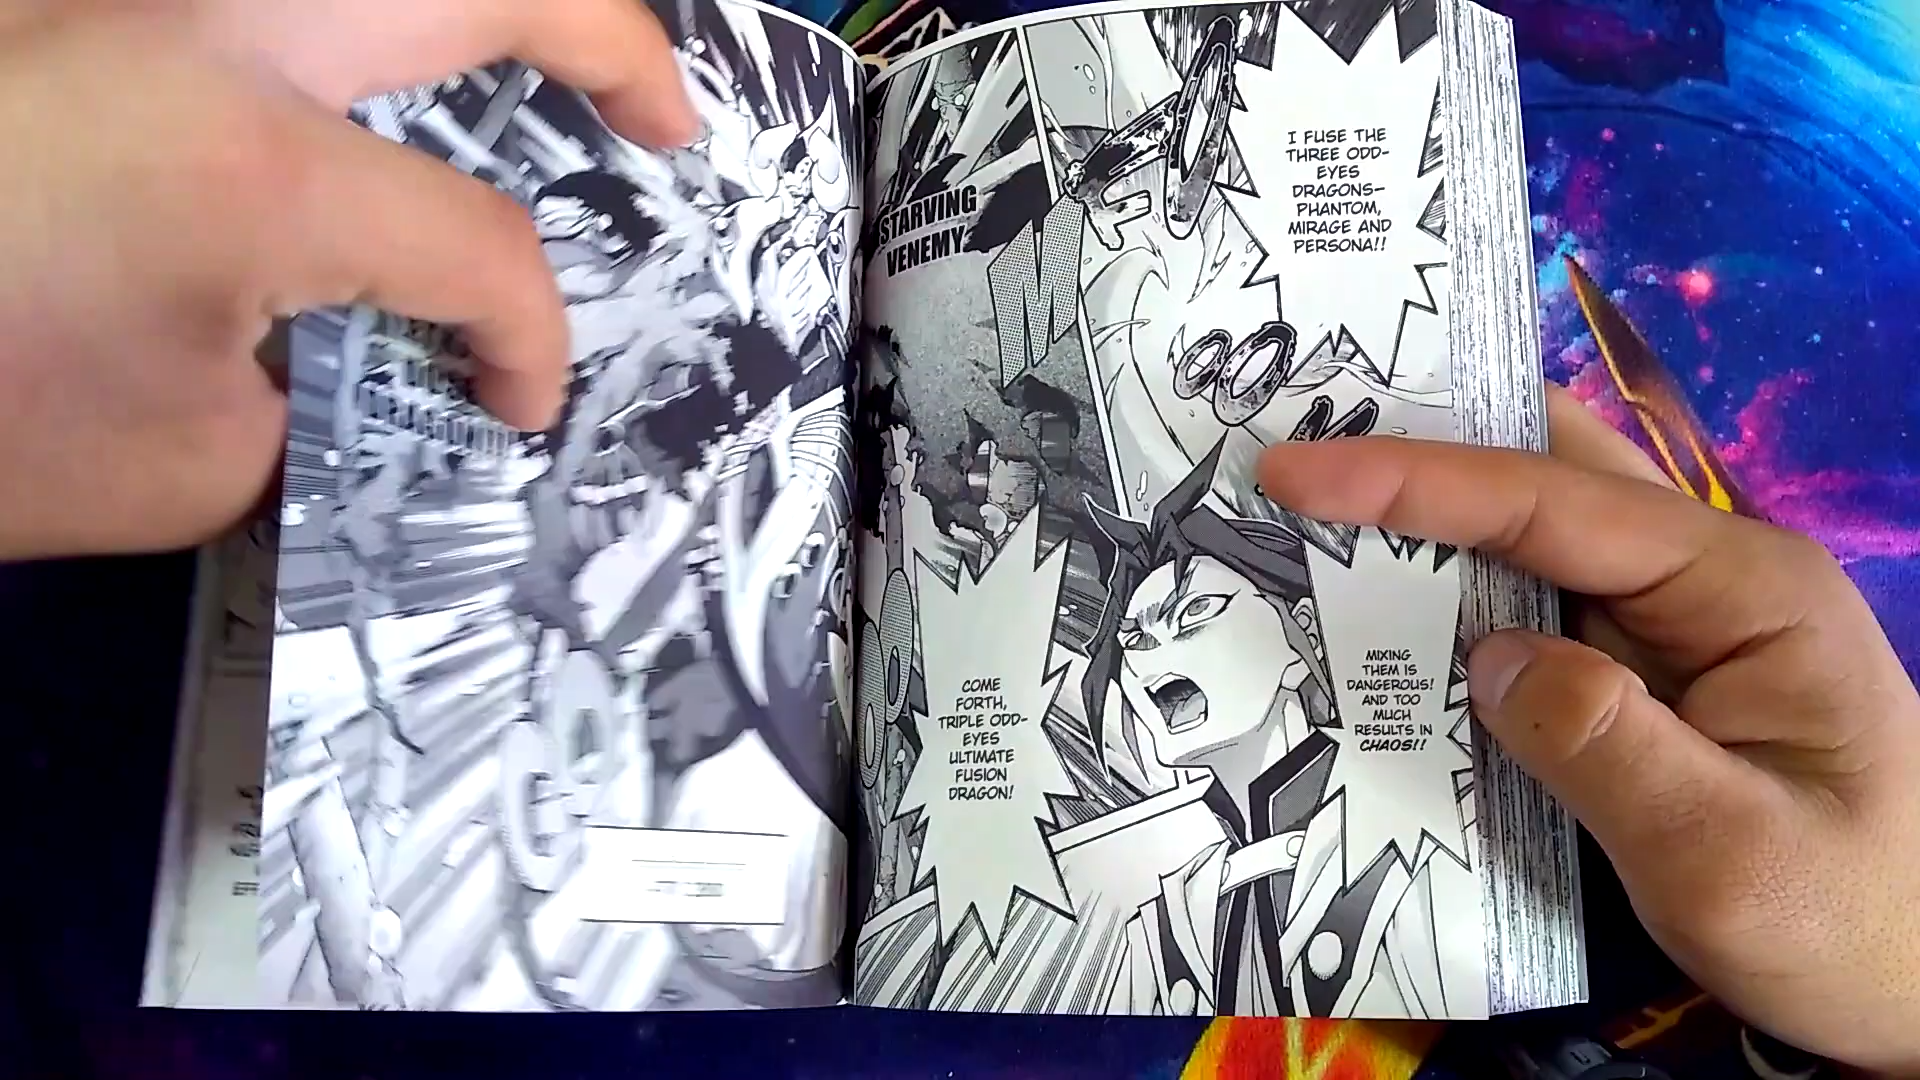 I FUSE THE
THREE ODD-
EYES
DRAGONS—
PHANTOM,
MIRAGE AND
PERSONA!!
STARVING
VENEMY
MIXING
THEM IS
DANGEROUS!
AND TOO
MUCH
RESULTS IN
CHAOS!!
COME
FORTH,
TRIPLE ODD-
EYES
ULTIMATE
FUSION
DRAGON!